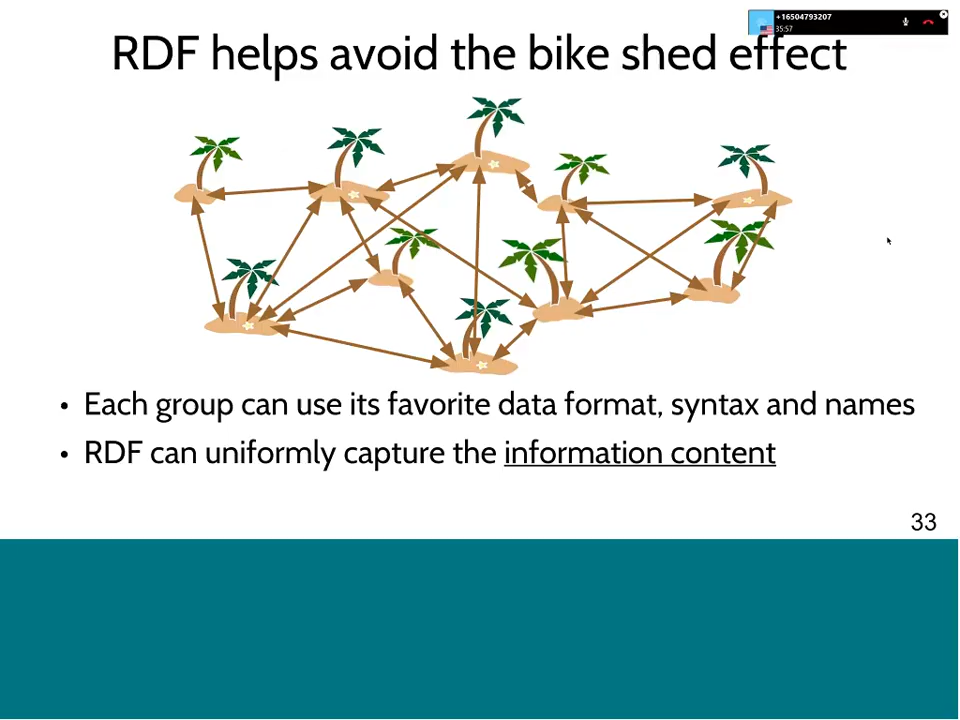 +16504793207
35:57
RDF helps avoid the bike shed effect
• Each group can use its favorite data format, syntax and names
• RDF can uniformly capture the information content
33